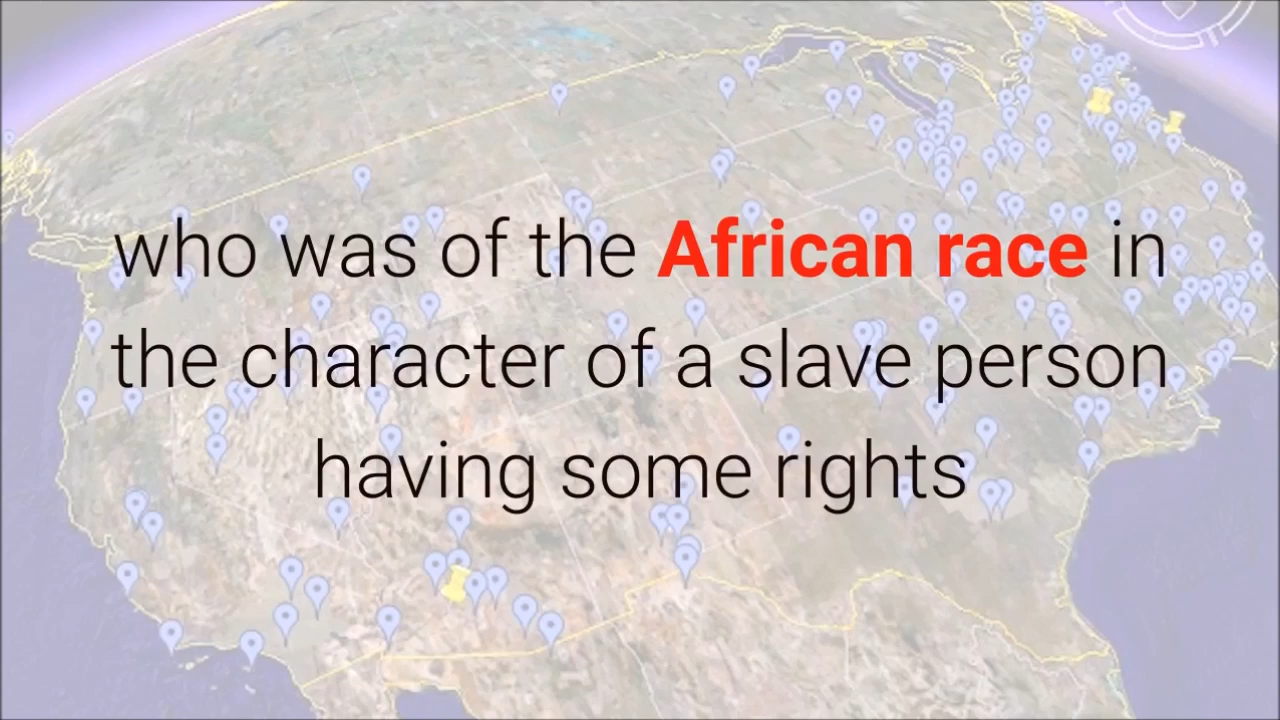 who was of the African race in
the character of a slave person
having some rights